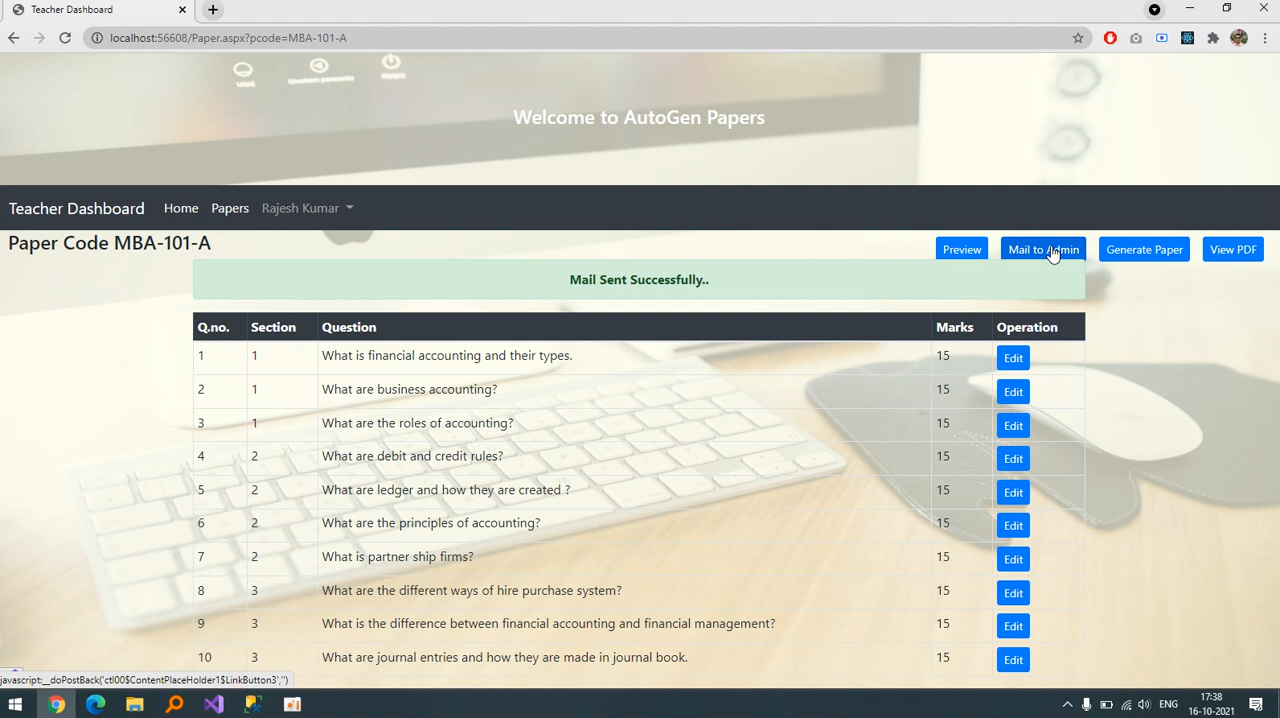 Teacher Dashboard
localhost:56608/Paper.aspx?pcode=MBA-101-A
Welcome to AutoGen Papers
Teacher Dashboard Home Papers Rajesh Kumar
Paper Code MBA-101-A
Preview Mail to Admin Generate Paper View PDF
Mail Sent Successfully..
Q.no. Section Question Marks Operation
1 1 What is financial accounting and their types. 15 Edit
2 1 What are business accounting? 15 Edit
3 1 What are the roles of accounting? 15 Edit
4 2 What are debit and credit rules? 15 Edit
5 2 What are ledger and how they are created ? 15 Edit
6 2 What are the principles of accounting? 15 Edit
7 2 What is partner ship firms? 15 Edit
8 3 What are the different ways of hire purchase system? 15 Edit
9 3 What is the difference between financial accounting and financial management? 15 Edit
10 3 What are journal entries and how they are made in journal book. 15 Edit
javascript:__doPostBack('ctl00$ContentPlaceHolder1$LinkButton3','')
ENG 17:38
16-10-2021